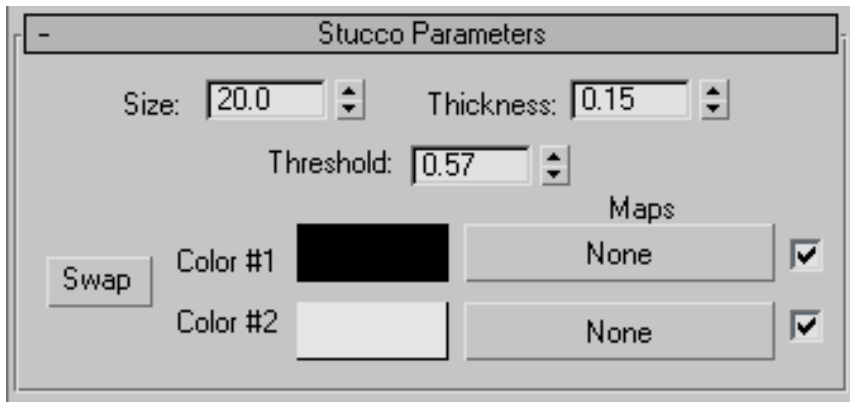 - Stucco Parameters
Size: 20.0 Thickness: 0.15
Threshold: 0.57
Maps
Color #1 None
Swap
Color #2 None